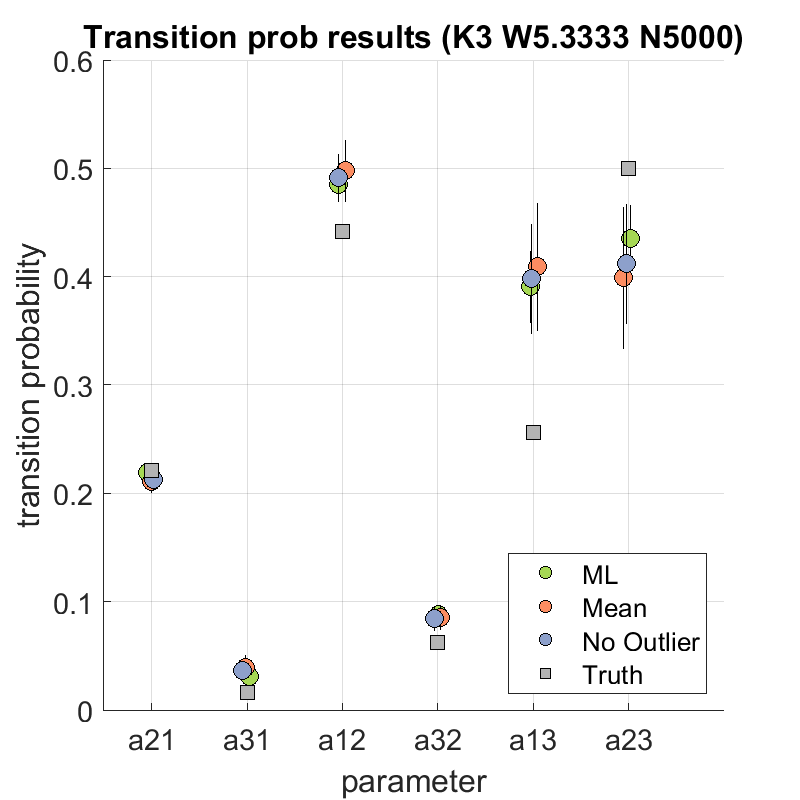 Transition prob results (K3 W5.3333 N5000)
0.6
0.5
0.4
0.3
0.2
0.1
0
transition probability
a21 a31 a12 a32 a13 a23
parameter
ML
Mean
No Outlier
Truth